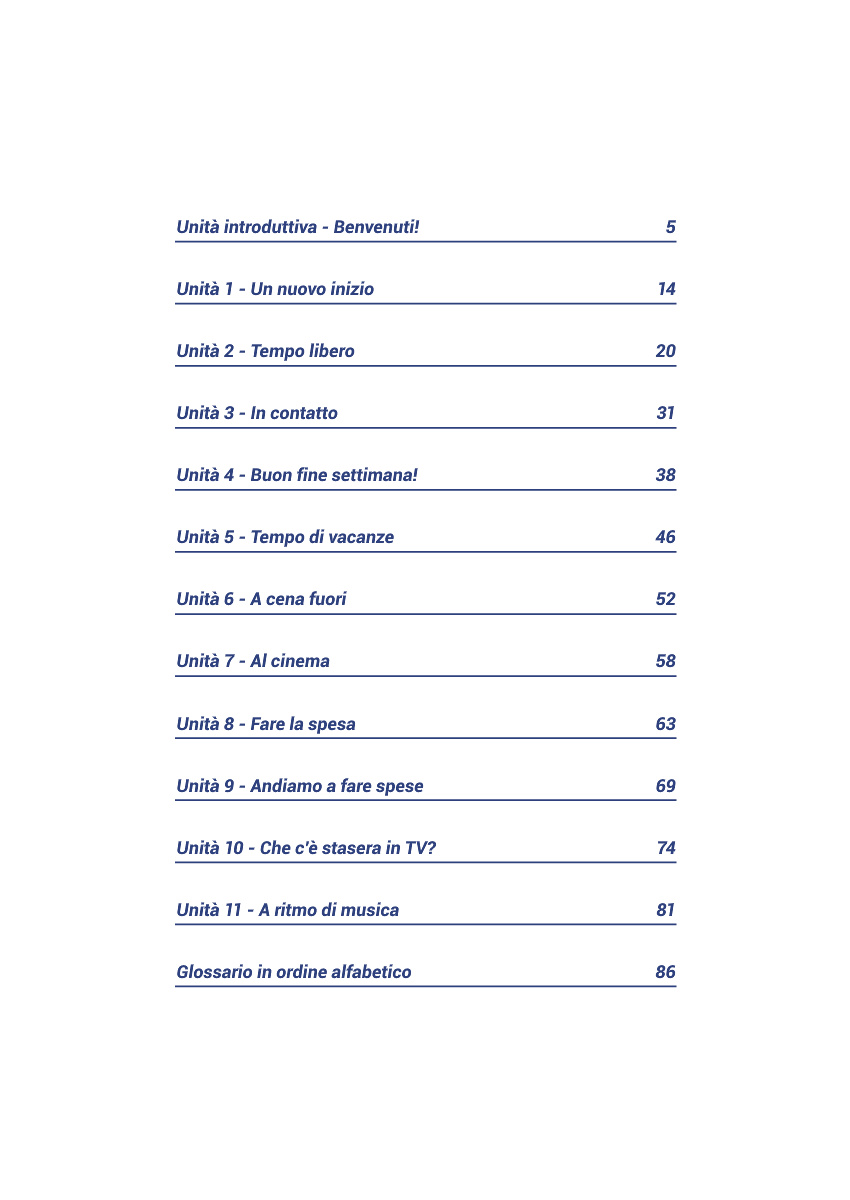 Unità introduttiva - Benvenuti! 5
Unità 1 - Un nuovo inizio 14
Unità 2 - Tempo libero 20
Unità 3 - In contatto 31
Unità 4 - Buon fine settimana! 38
Unità 5 - Tempo di vacanze 46
Unità 6 - A cena fuori 52
Unità 7 - Al cinema 58
Unità 8 - Fare la spesa 63
Unità 9 - Andiamo a fare spese 69
Unità 10 - Che c'è stasera in TV? 74
Unità 11 - A ritmo di musica 81
Glossario in ordine alfabetico 86